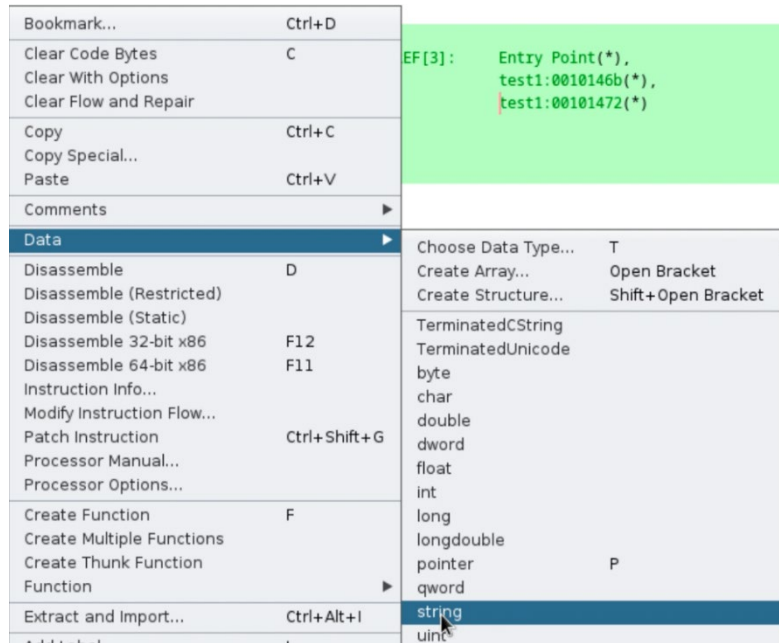 Bookmark... Ctrl+D
Clear Code Bytes C
Clear With Options
Clear Flow and Repair
Copy Ctrl+C
Copy Special...
Paste Ctrl+V
Comments
Data
Disassemble D
Disassemble (Restricted)
Disassemble (Static)
Disassemble 32-bit x86 F12
Disassemble 64-bit x86 F11
Instruction Info...
Modify Instruction Flow...
Patch Instruction Ctrl+Shift+G
Processor Manual...
Processor Options...
Create Function F
Create Multiple Functions
Create Thunk Function
Function
Extract and Import... Ctrl+Alt+I
EF[3]: Entry Point(*),
test1:0010146b(*),
test1:00101472(*)
Choose Data Type... T
Create Array... Open Bracket
Create Structure... Shift+Open Bracket
TerminatedCString
TerminatedUnicode
byte
char
double
dword
float
int
long
longdouble
pointer P
qword
string
uint